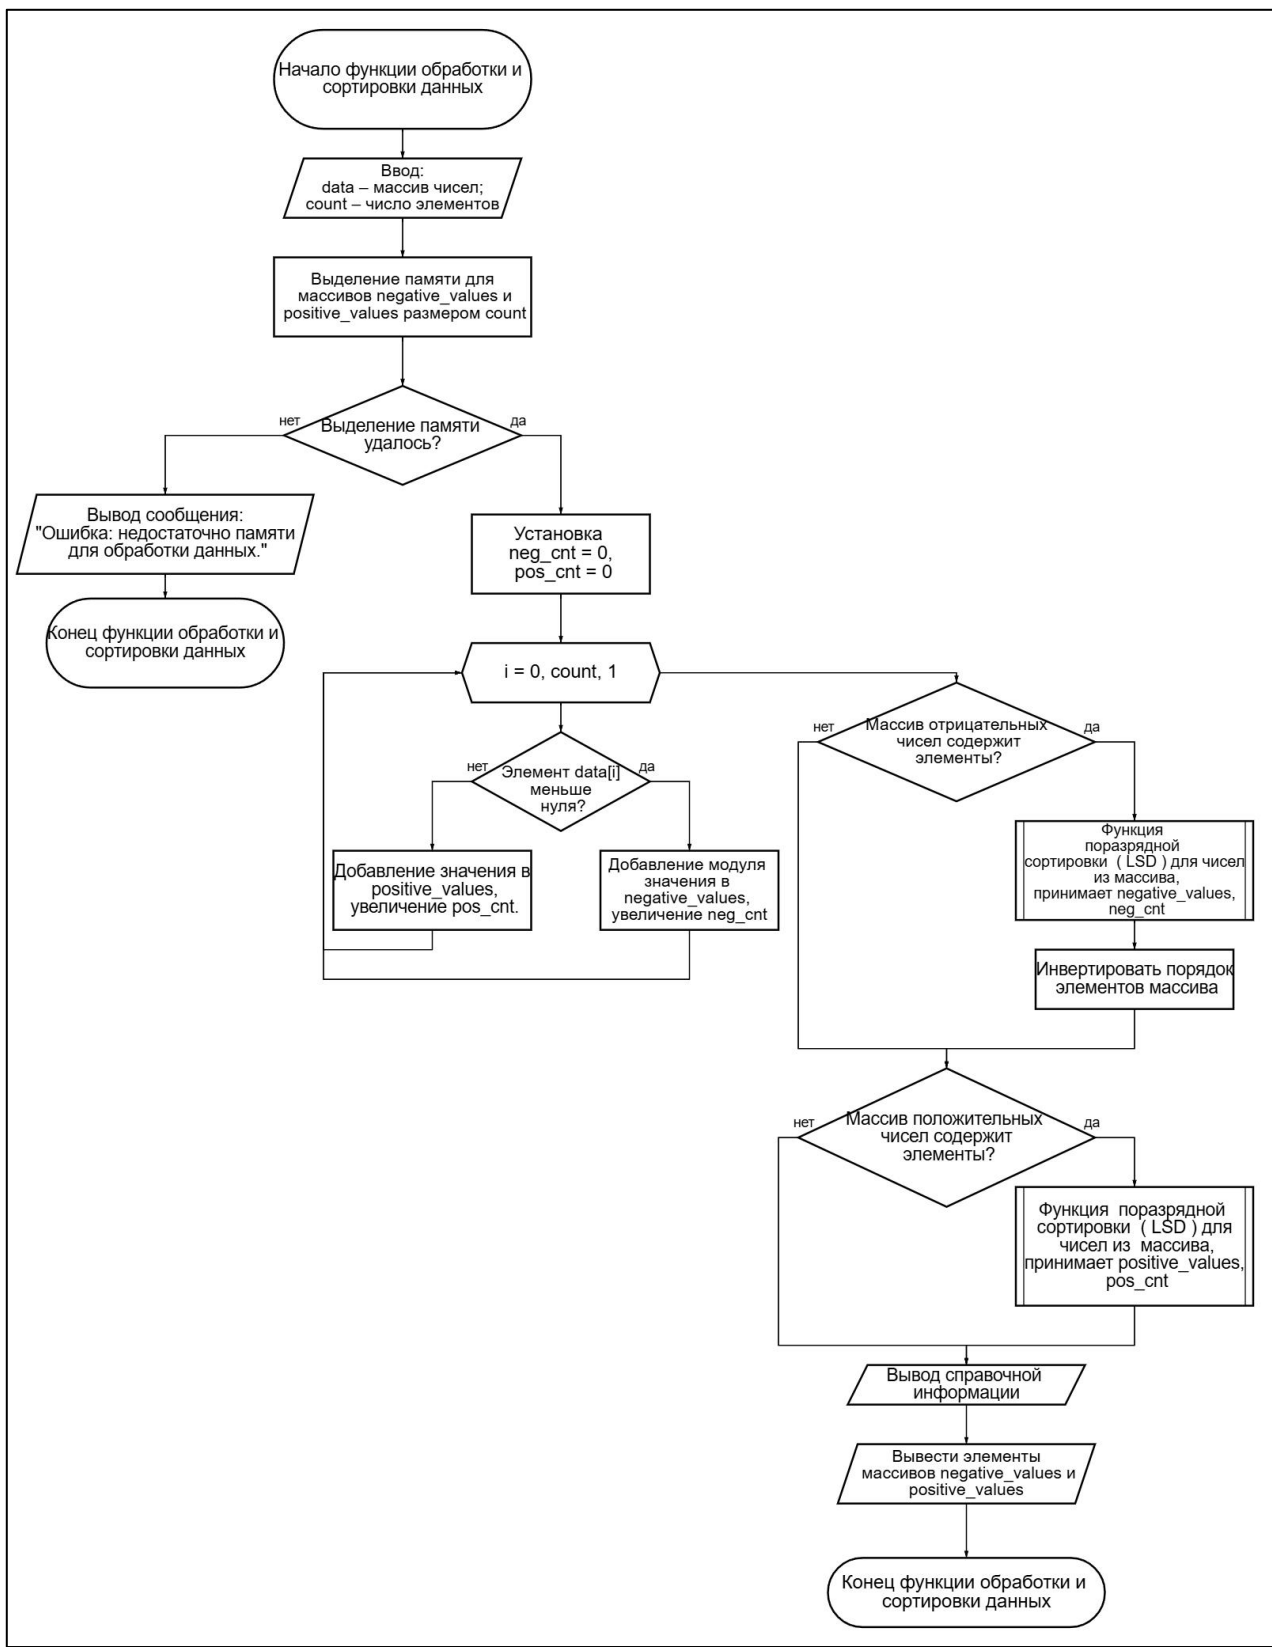 Начало функции обработки и
сортировки данных
Ввод:
data – массив чисел;
count – число элементов
Выделение памяти для
массивов negative_values и
positive_values размером count
нет
Выделение памяти
удалось?
да
Вывод сообщения:
"Ошибка: недостаточно памяти
для обработки данных."
Конец функции обработки и
сортировки данных
Установка
neg_cnt = 0,
pos_cnt = 0
i = 0, count, 1
нет
Элемент data[i]
меньше
нуля?
да
Добавление значения в
positive_values,
увеличение pos_cnt.
Добавление модуля
значения в
negative_values,
увеличение neg_cnt
нет
Массив отрицательных
чисел содержит
элементы?
да
Функция
поразрядной
сортировки ( LSD ) для чисел
из массива,
принимает negative_values,
neg_cnt
Инвертировать порядок
элементов массива
нет
Массив положительных
чисел содержит
элементы?
да
Функция поразрядной
сортировки ( LSD ) для
чисел из массива,
принимает positive_values,
pos_cnt
Вывод справочной
информации
Вывести элементы
массивов negative_values и
positive_values
Конец функции обработки и
сортировки данных